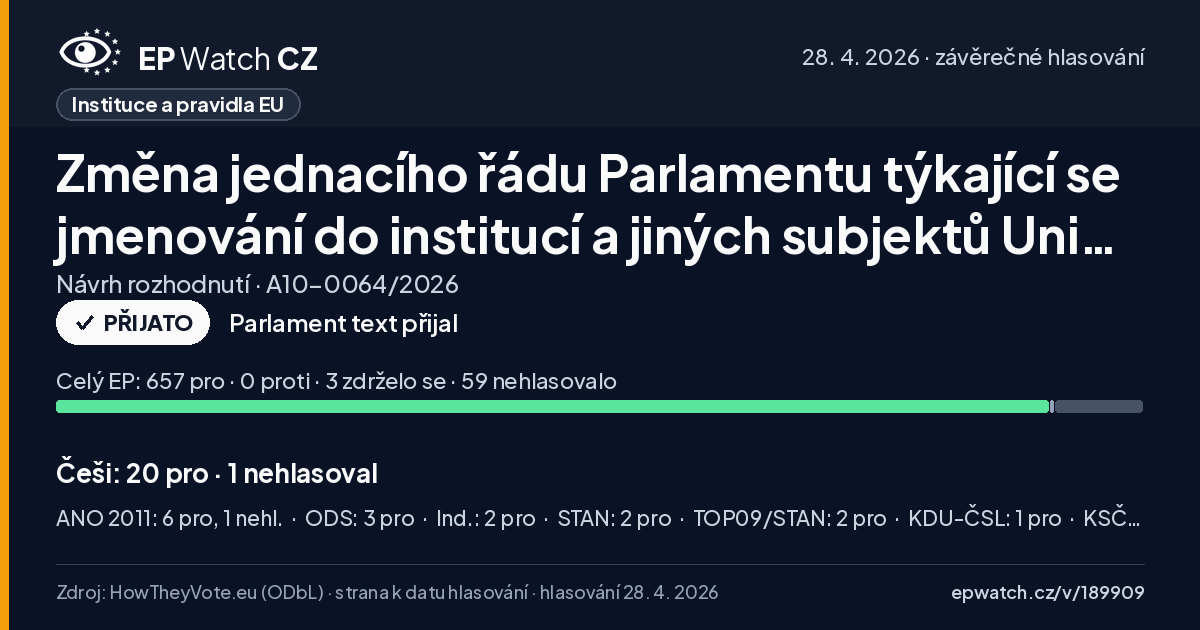 EP Watch CZ
28. 4. 2026 · závěrečné hlasování
Instituce a pravidla EU
Změna jednacího řádu Parlamentu týkající se
jmenování do institucí a jiných subjektů Uni…
Návrh rozhodnutí · A10–0064/2026
✓ PŘIJATO
Parlament text přijal
Celý EP: 657 pro · 0 proti · 3 zdrželo se · 59 nehlasovalo
Češi: 20 pro · 1 nehlasoval
ANO 2011: 6 pro, 1 nehl. · ODS: 3 pro · Ind.: 2 pro · STAN: 2 pro · TOP09/STAN: 2 pro · KDU-ČSL: 1 pro · KSČ…
Zdroj: HowTheyVote.eu (ODbL) · strana k datu hlasování · hlasování 28. 4. 2026
epwatch.cz/v/189909